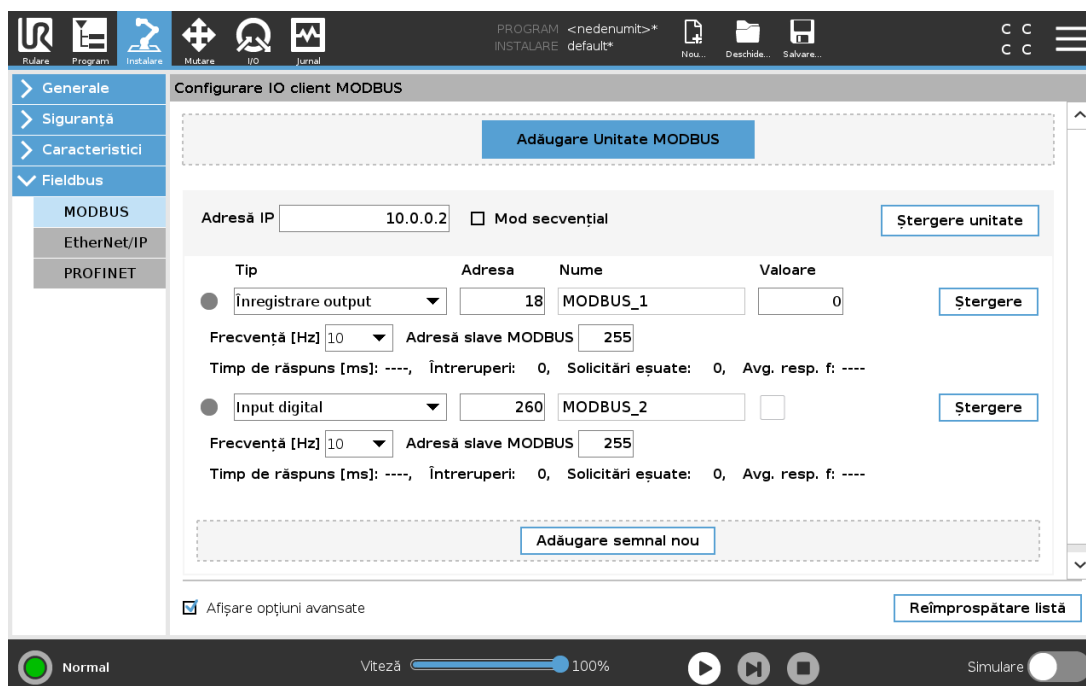 PROGRAM <nedenumit>*
INSTALARE default*
Rulare Program Instalare Mutare I/O Jurnal Nou... Deschide... Salvare...
C C
C C
Generale
Siguranță
Caracteristici
Fieldbus
MODBUS
EtherNet/IP
PROFINET
Configurare IO client MODBUS
Adăugare Unitate MODBUS
Adresă IP 10.0.0.2 Mod secvențial Ștergere unitate
Tip Adresa Nume Valoare
Înregistrare output 18 MODBUS_1 0 Ștergere
Frecvență [Hz] 10 Adresă slave MODBUS 255
Timp de răspuns [ms]: ----, Întreruperi: 0, Solicitări eșuate: 0, Avg. resp. f: ----
Input digital 260 MODBUS_2 Ștergere
Frecvență [Hz] 10 Adresă slave MODBUS 255
Timp de răspuns [ms]: ----, Întreruperi: 0, Solicitări eșuate: 0, Avg. resp. f: ----
Adăugare semnal nou
Afișare opțiuni avansate Reîmprospătare listă
Normal Viteză 100% Simulare